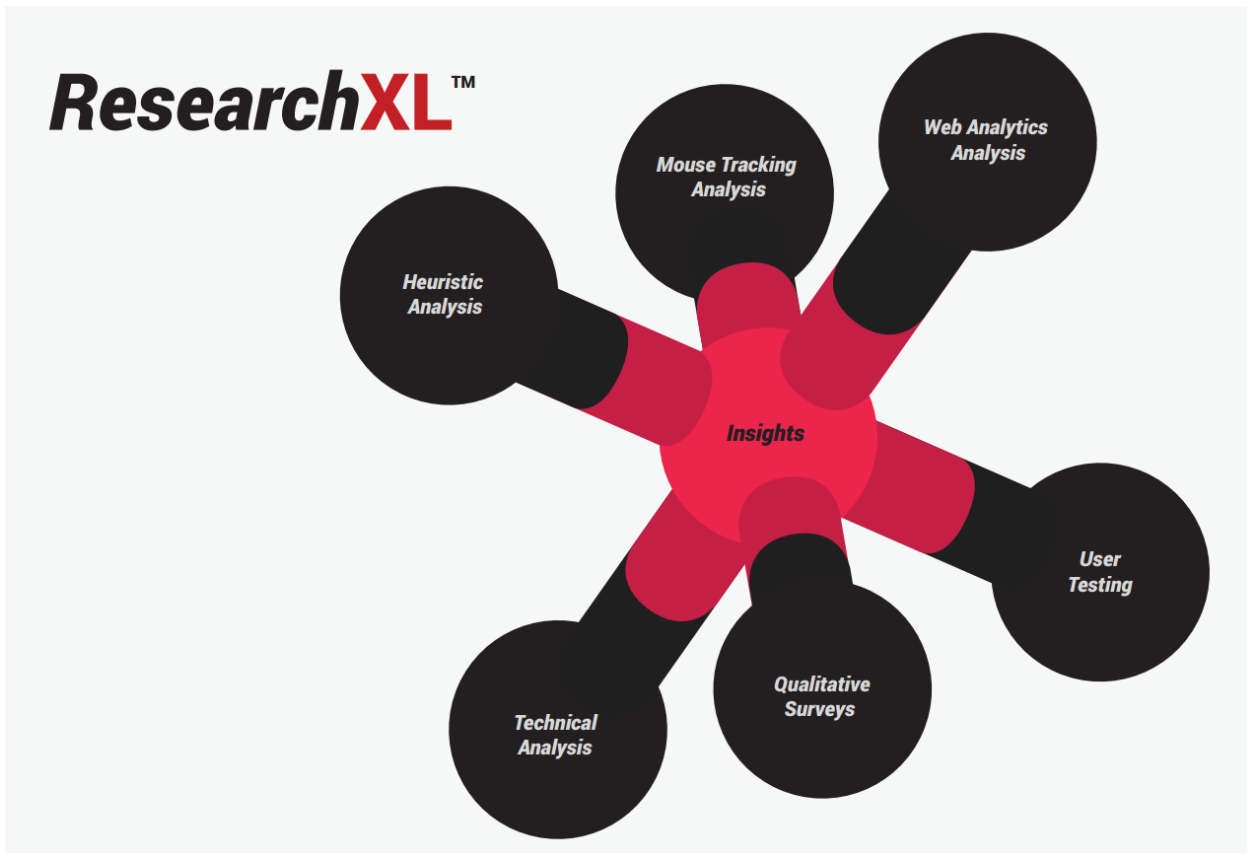 ResearchXL™
Web Analytics
Analysis
Mouse Tracking
Analysis
Heuristic
Analysis
Insights
User
Testing
Qualitative
Surveys
Technical
Analysis